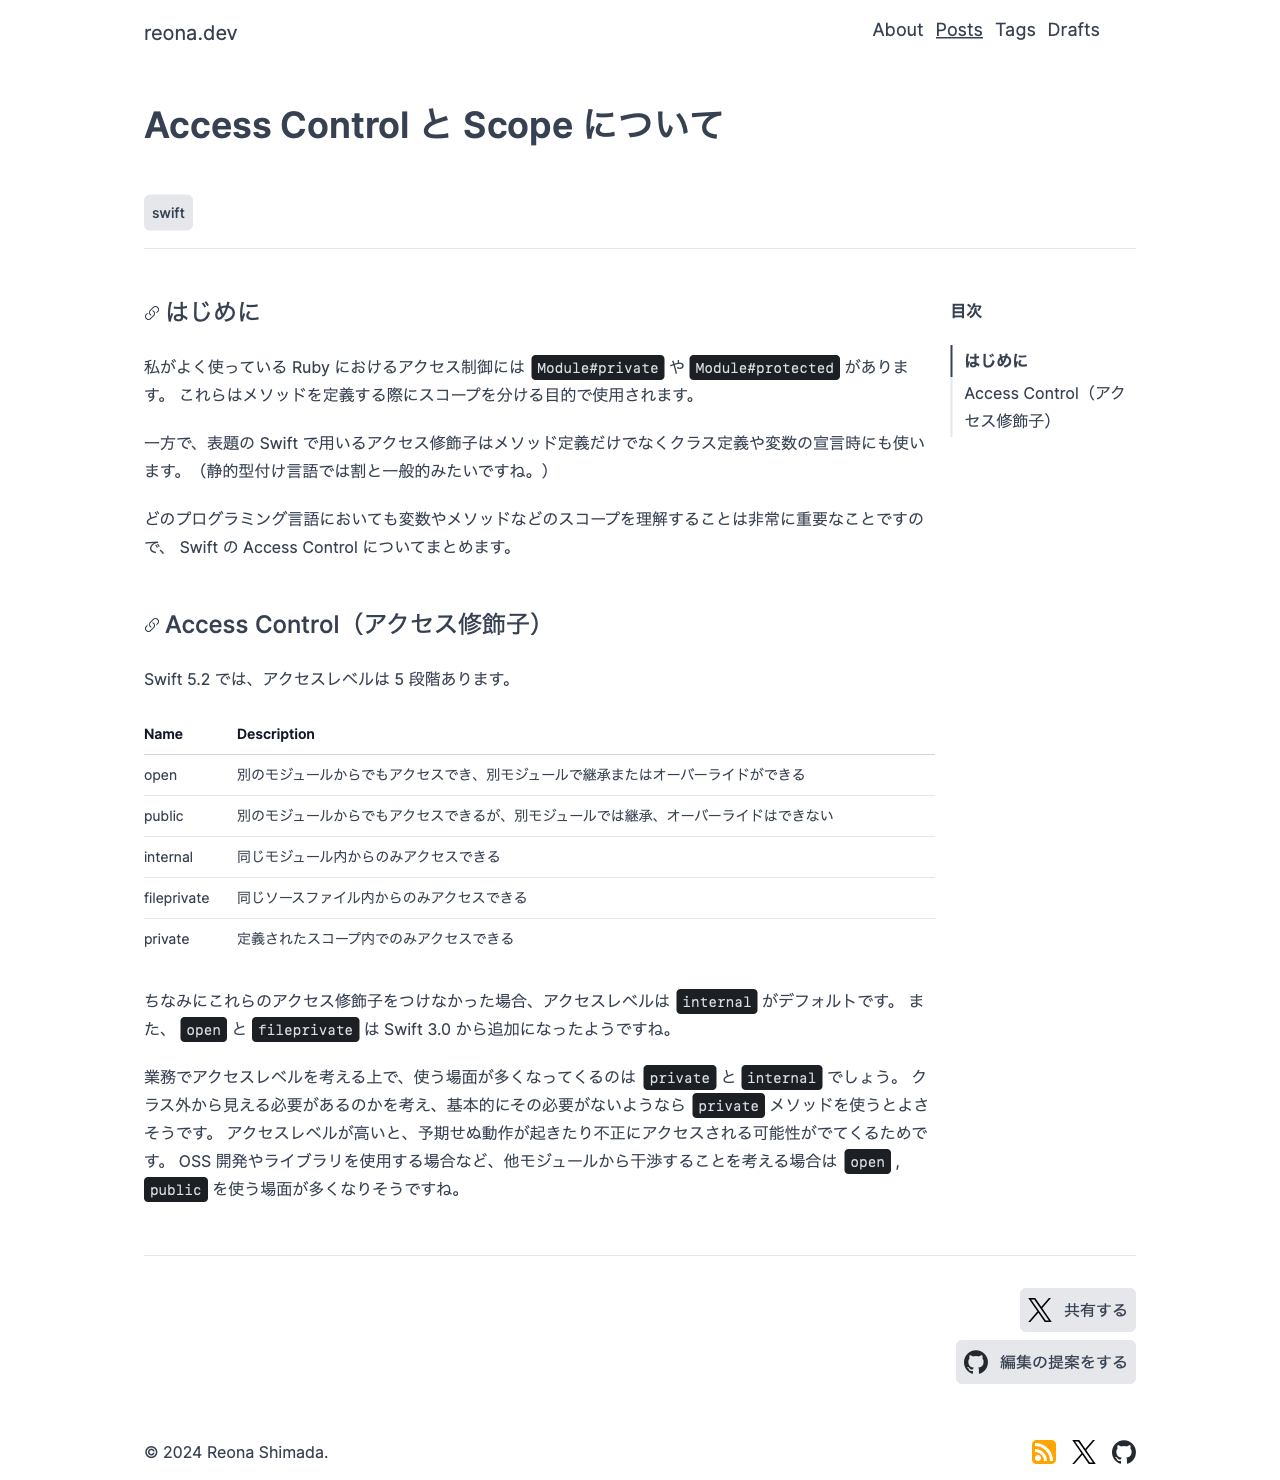 reona.dev
About Posts Tags Drafts
Access Control と Scope について
swift
はじめに
私がよく使っている Ruby におけるアクセス制御には Module#private や Module#protected がありま
す。 これらはメソッドを定義する際にスコープを分ける目的で使用されます。
一方で、表題の Swift で用いるアクセス修飾子はメソッド定義だけでなくクラス定義や変数の宣言時にも使い
ます。（静的型付け言語では割と一般的みたいですね。）
どのプログラミング言語においても変数やメソッドなどのスコープを理解することは非常に重要なことですの
で、 Swift の Access Control についてまとめます。
目次
はじめに
Access Control（アク
セス修飾子）
Access Control（アクセス修飾子）
Swift 5.2 では、アクセスレベルは 5 段階あります。
Name Description
open 別のモジュールからでもアクセスでき、別モジュールで継承またはオーバーライドができる
public 別のモジュールからでもアクセスできるが、別モジュールでは継承、オーバーライドはできない
internal 同じモジュール内からのみアクセスできる
fileprivate 同じソースファイル内からのみアクセスできる
private 定義されたスコープ内でのみアクセスできる
ちなみにこれらのアクセス修飾子をつけなかった場合、アクセスレベルは internal がデフォルトです。 ま
た、 open と fileprivate は Swift 3.0 から追加になったようですね。
業務でアクセスレベルを考える上で、使う場面が多くなってくるのは private と internal でしょう。 ク
ラス外から見える必要があるのかを考え、基本的にその必要がないようなら private メソッドを使うとよさ
そうです。 アクセスレベルが高いと、予期せぬ動作が起きたり不正にアクセスされる可能性がでてくるためで
す。 OSS 開発やライブラリを使用する場合など、他モジュールから干渉することを考える場合は open ,
public を使う場面が多くなりそうですね。
共有する
編集の提案をする
© 2024 Reona Shimada.